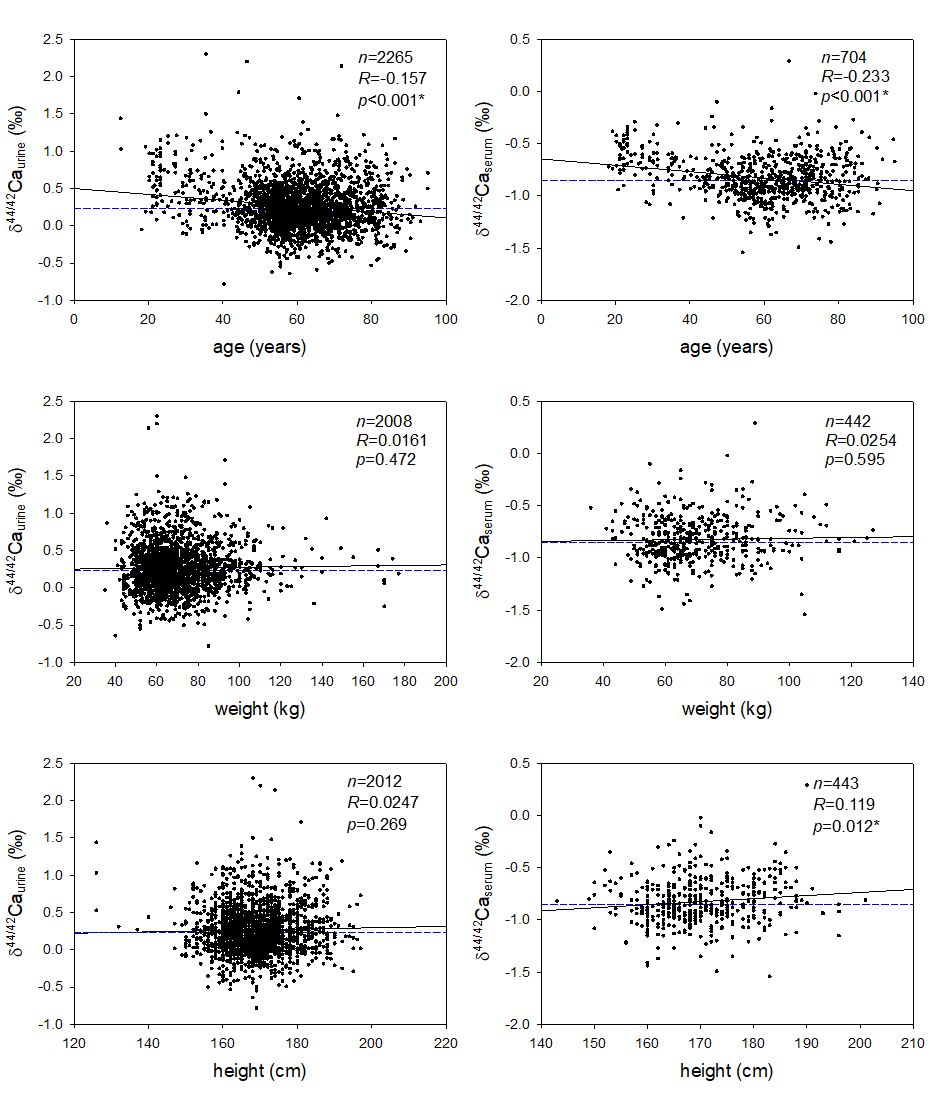 2.5
2.0
1.5
1.0
0.5
0.0
-0.5
-1.0
δ44/42Caurine (‰)
n=2265
R=-0.157
p<0.001*
0 20 40 60 80 100
age (years)
0.5
0.0
-0.5
-1.0
-1.5
-2.0
δ44/42Caserum (‰)
n=704
R=-0.233
p<0.001*
0 20 40 60 80 100
age (years)
2.5
2.0
1.5
1.0
0.5
0.0
-0.5
-1.0
δ44/42Caurine (‰)
n=2008
R=0.0161
p=0.472
20 40 60 80 100 120 140 160 180 200
weight (kg)
0.5
0.0
-0.5
-1.0
-1.5
-2.0
δ44/42Caserum (‰)
n=442
R=0.0254
p=0.595
20 40 60 80 100 120 140
weight (kg)
2.5
2.0
1.5
1.0
0.5
0.0
-0.5
-1.0
δ44/42Caurine (‰)
n=2012
R=0.0247
p=0.269
120 140 160 180 200 220
height (cm)
0.5
0.0
-0.5
-1.0
-1.5
-2.0
δ44/42Caserum (‰)
n=443
R=0.119
p=0.012*
140 150 160 170 180 190 200 210
height (cm)